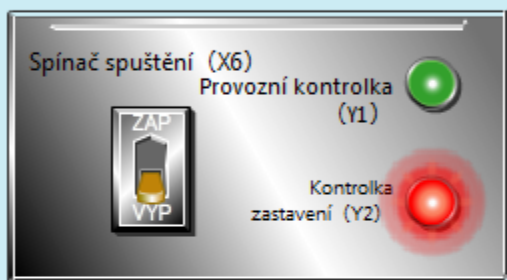 Spínač spuštění（X6）
Provozní kontrolka
（Y1）
ZAP
VYP
Kontrolka
zastavení（Y2）